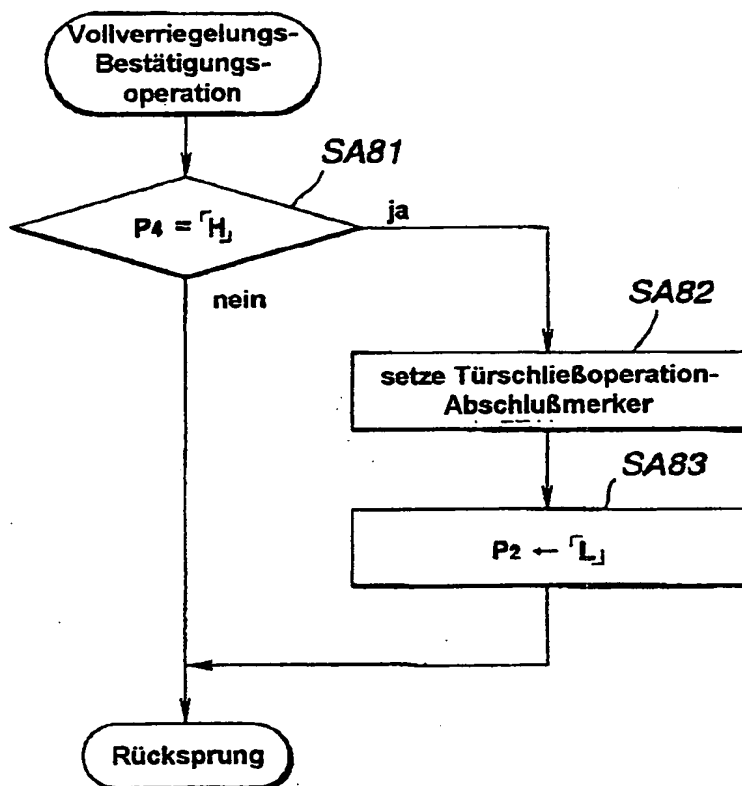 Vollverriegelungs-
Bestätigungs-
operation
SA81
P4 = 「H」
ja
nein
SA82
setze Türschließoperation-
Abschlußmerker
SA83
P2 ← 「L」
Rücksprung